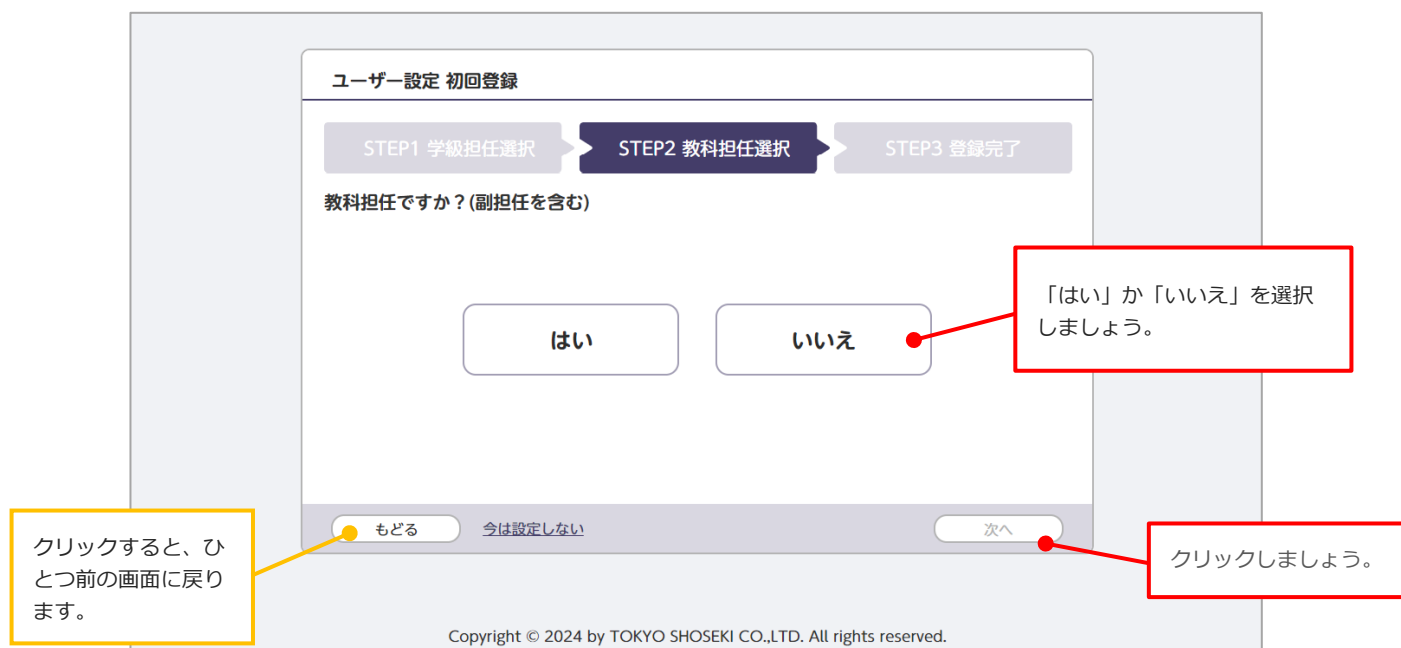 ユーザー設定 初回登録
STEP1 学級担任選択
STEP2 教科担任選択
STEP3 登録完了
教科担任ですか？(副担任を含む)
はい
いいえ
「はい」か「いいえ」を選択
しましょう。
もどる
今は設定しない
次へ
クリックすると、ひ
とつ前の画面に戻り
ます。
クリックしましょう。
Copyright © 2024 by TOKYO SHOSEKI CO.,LTD. All rights reserved.